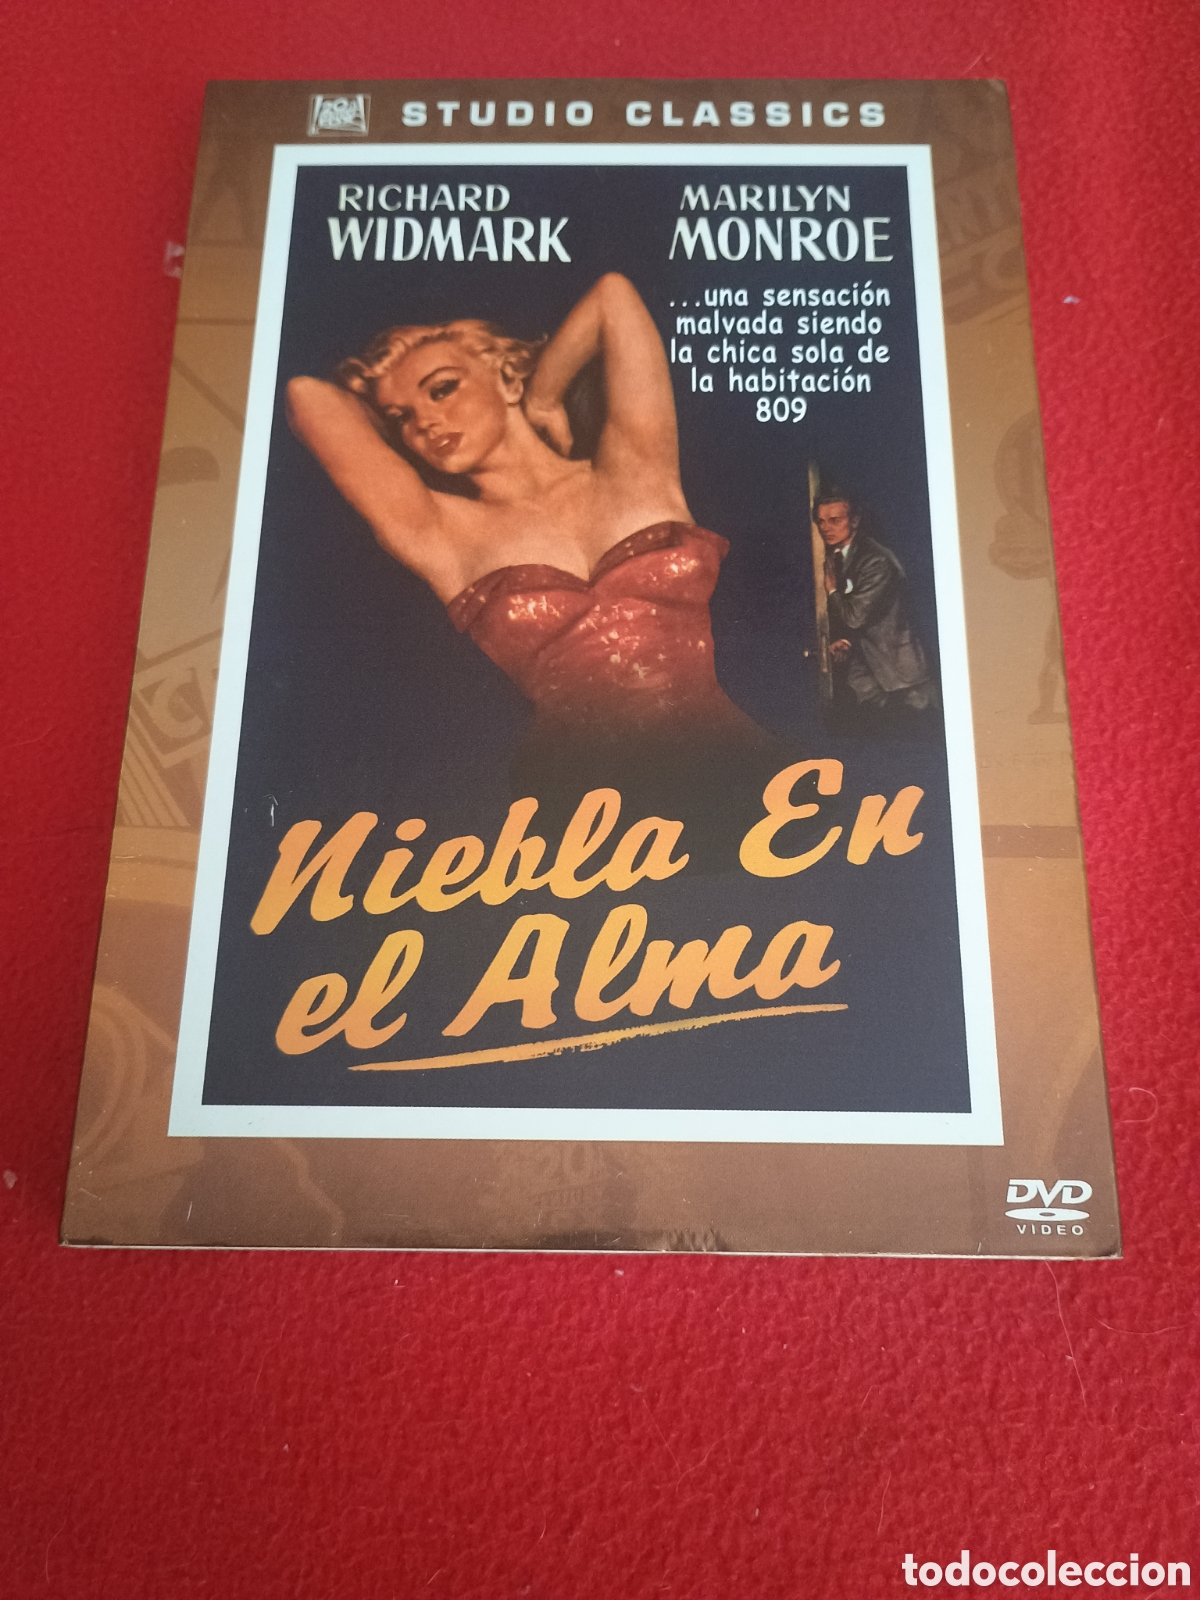 STUDIO CLASSICS
RICHARD
WIDMARK
MARILYN
MONROE
...una sensación
malvada siendo
la chica sola de
la habitación
809
Niebla En
el Alma
DVD
VIDEO
todocoleccion